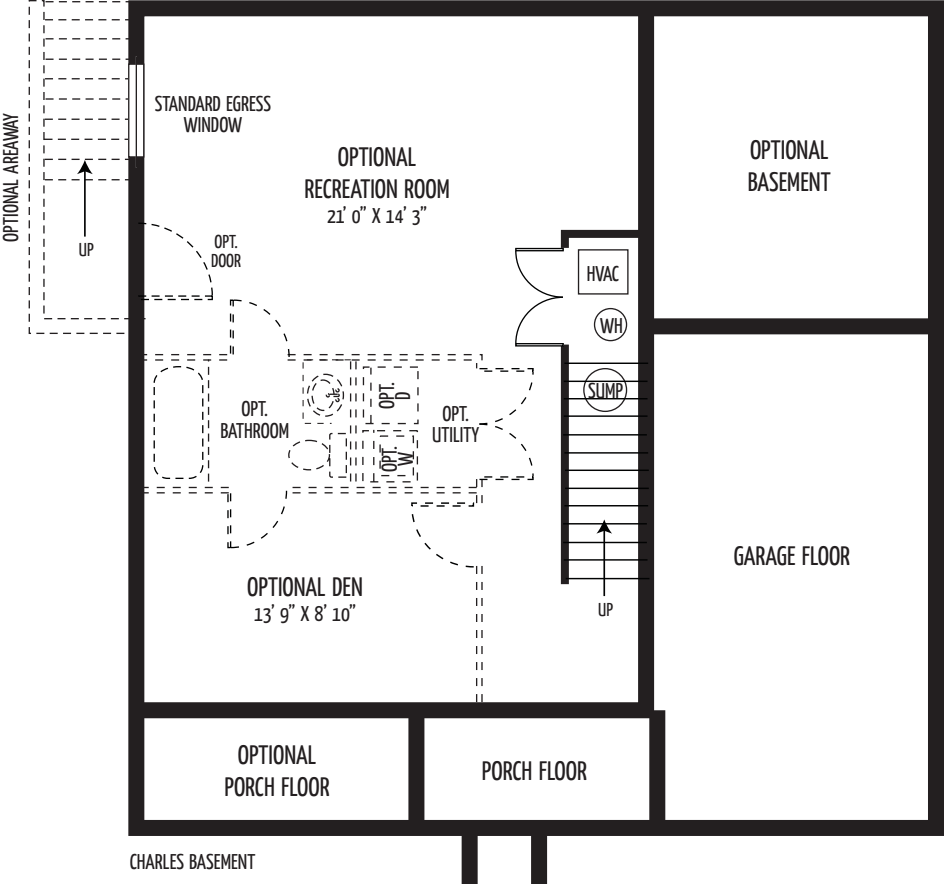 STANDARD EGRESS
WINDOW
OPTIONAL AREAWAY
UP
OPTIONAL
RECREATION ROOM
21' 0" X 14' 3"
OPTIONAL
BASEMENT
OPT.
DOOR
HVAC
WH
SUMP
OPT.
BATHROOM
OPT.
D
OPT.
W
OPT.
UTILITY
GARAGE FLOOR
OPTIONAL DEN
13' 9" X 8' 10"
UP
OPTIONAL
PORCH FLOOR
PORCH FLOOR
CHARLES BASEMENT